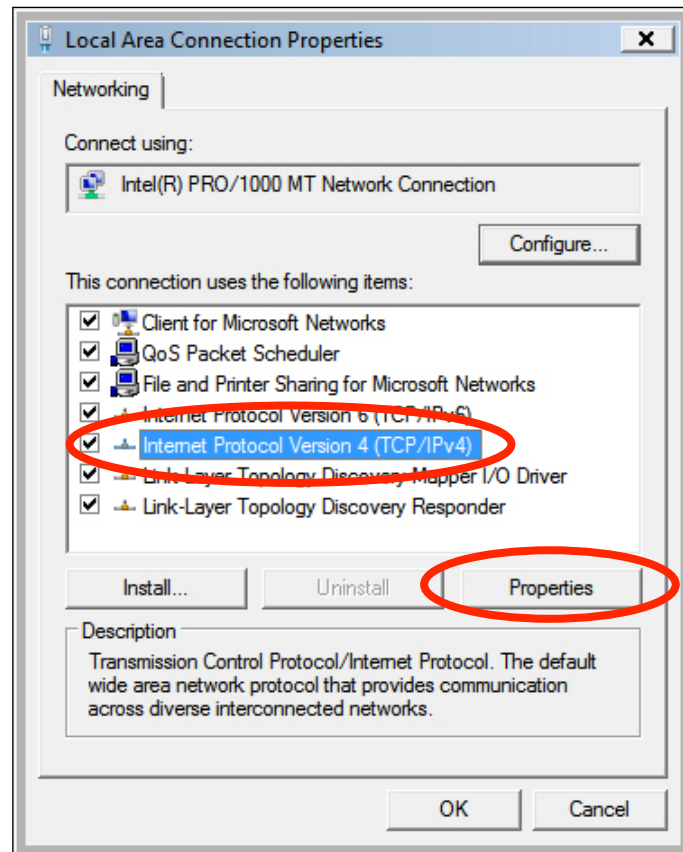 Local Area Connection Properties
Networking
Connect using:
Intel(R) PRO/1000 MT Network Connection
Configure...
This connection uses the following items:
Client for Microsoft Networks
QoS Packet Scheduler
File and Printer Sharing for Microsoft Networks
Internet Protocol Version 6 (TCP/IPv6)
Internet Protocol Version 4 (TCP/IPv4)
Link-Layer Topology Discovery Mapper I/O Driver
Link-Layer Topology Discovery Responder
Install... Uninstall Properties
Description
Transmission Control Protocol/Internet Protocol. The default
wide area network protocol that provides communication
across diverse interconnected networks.
OK Cancel